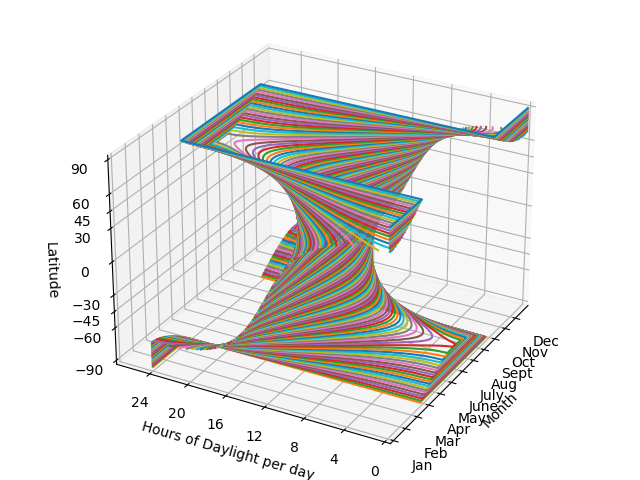 90
60
45
30
0
−30
−45
−60
−90
Latitude
24
20
16
12
8
4
0
Hours of Daylight per day
Jan
Feb
Mar
Apr
May
June
July
Aug
Sept
Oct
Nov
Dec
Month